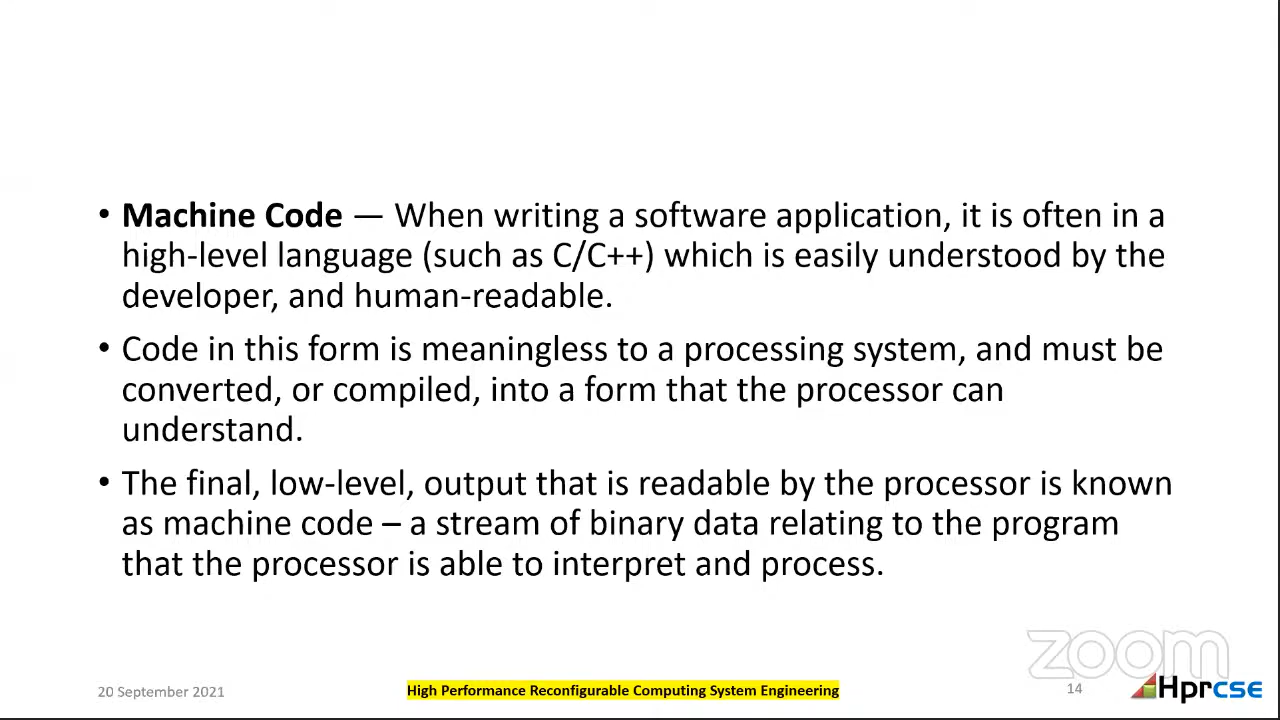 • Machine Code — When writing a software application, it is often in a
high-level language (such as C/C++) which is easily understood by the
developer, and human-readable.
• Code in this form is meaningless to a processing system, and must be
converted, or compiled, into a form that the processor can
understand.
• The final, low-level, output that is readable by the processor is known
as machine code – a stream of binary data relating to the program
that the processor is able to interpret and process.
zoom
20 September 2021
High Performance Reconfigurable Computing System Engineering
14
Hprcse